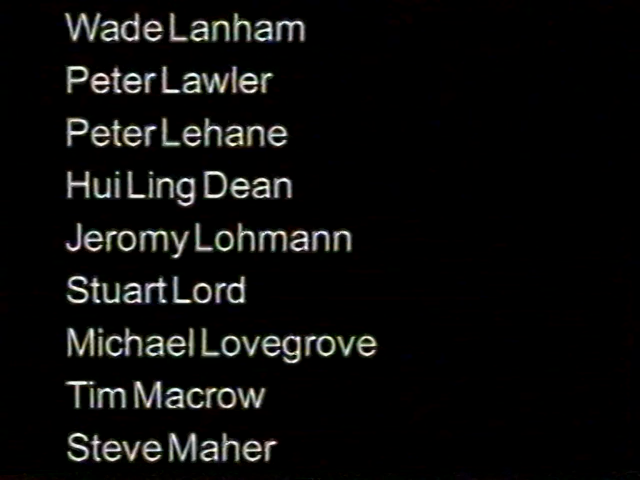 Wade Lanham
Peter Lawler
Peter Lehane
Hui Ling Dean
Jeromy Lohmann
Stuart Lord
Michael Lovegrove
Tim Macrow
Steve Maher